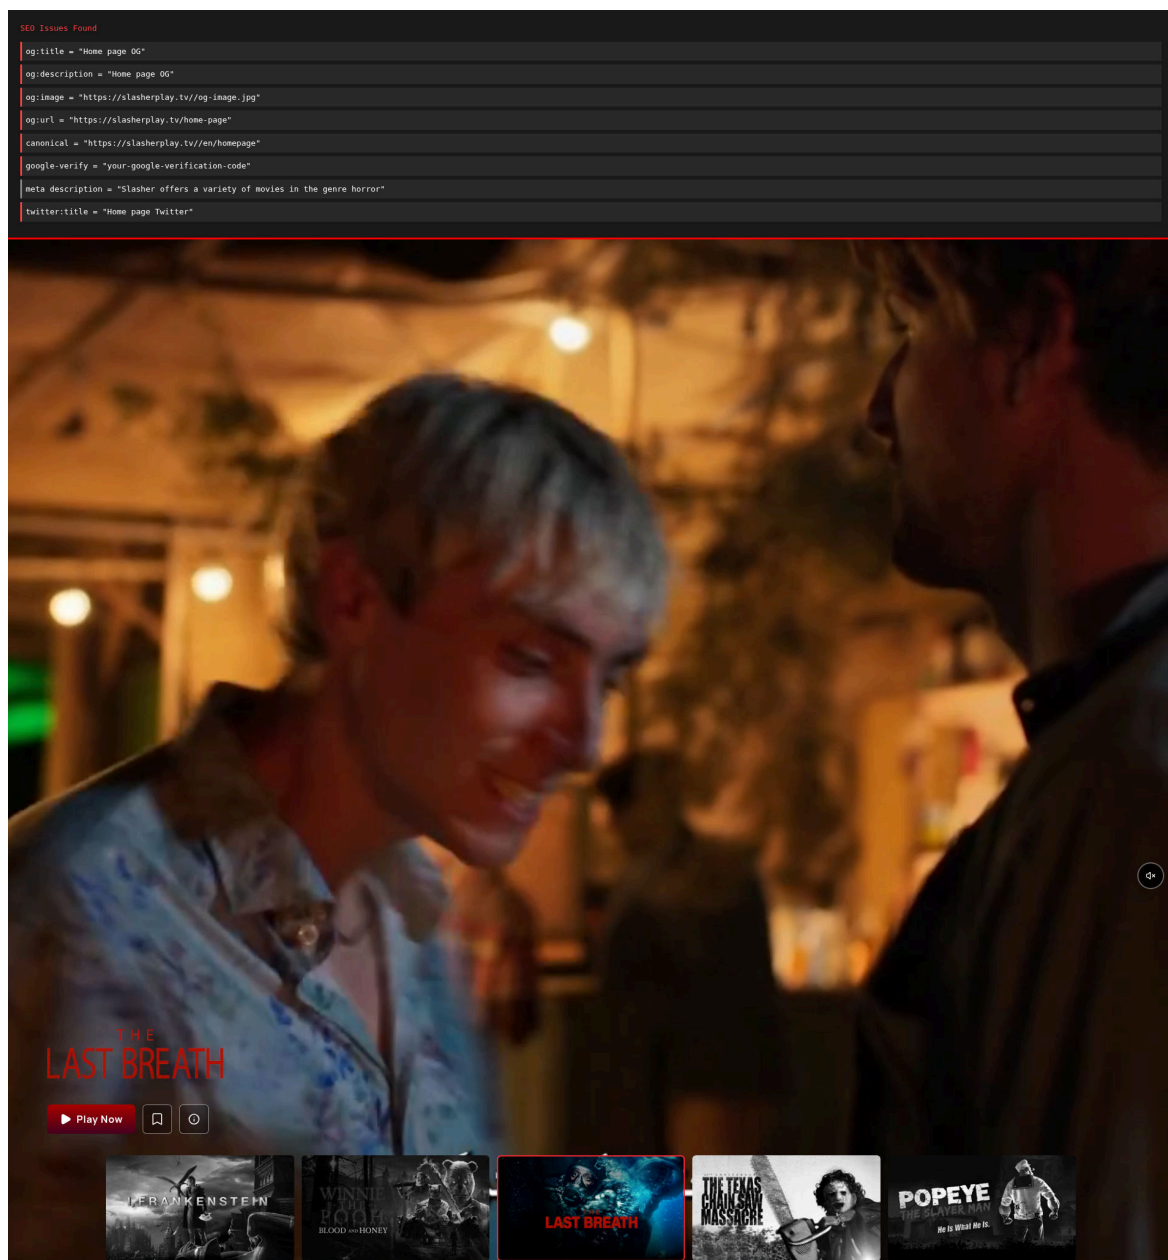 SEO Issues Found
og:title = "Home page OG"
og:description = "Home page OG"
og:image = "https://slasherplay.tv//og-image.jpg"
og:url = "https://slasherplay.tv/home-page"
canonical = "https://slasherplay.tv//en/homepage"
google-verify = "your-google-verification-code"
meta description = "Slasher offers a variety of movies in the genre horror"
twitter:title = "Home page Twitter"
THE
LAST BREATH
Play Now
I, FRANKENSTEIN
WINNIE
THE
POOH
BLOOD AND HONEY
LAST BREATH
THE TEXAS
CHAIN SAW
MASSACRE
POPEYE
THE SLAYER MAN
He Is What He Is.